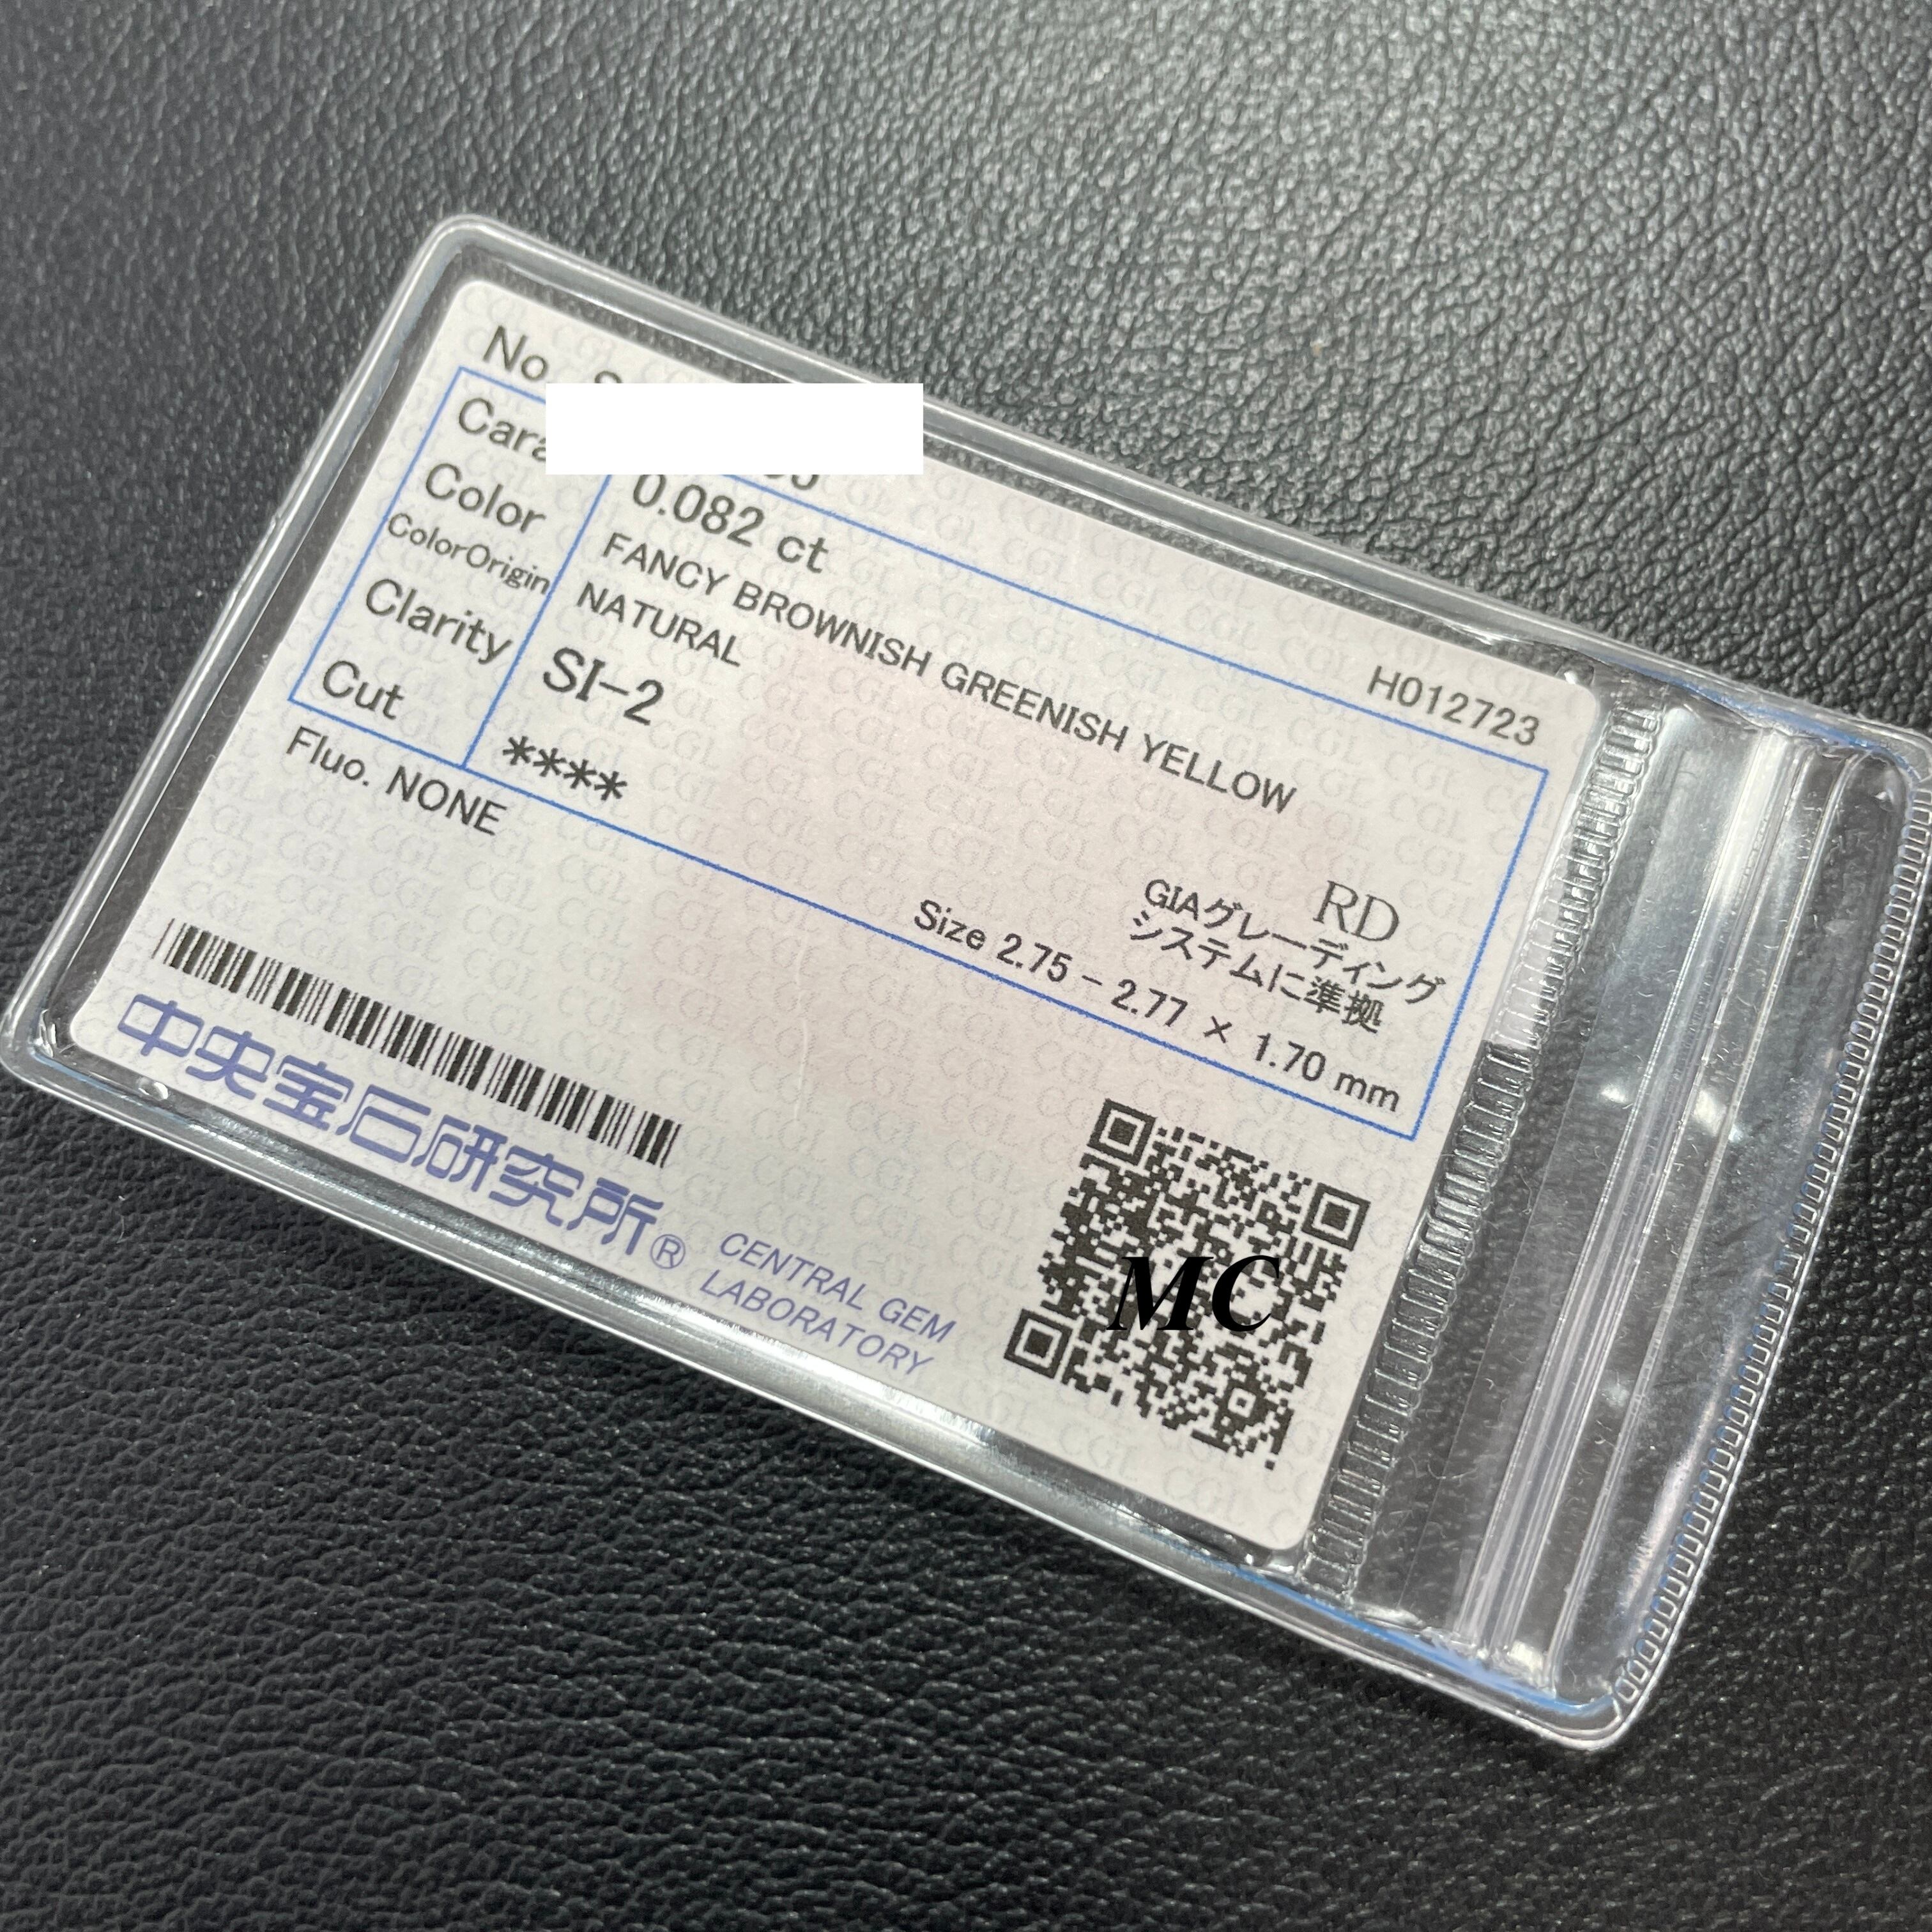 No.
H012723
0.082 ct
Color FANCY BROWNISH GREENISH YELLOW
ColorOrigin NATURAL
Clarity SI-2
Cut ****
RD
GIAグレーディング
システムに準拠
Fluo. NONE
Size 2.75 - 2.77 × 1.70 mm
中央宝石研究所®
CENTRAL GEM
LABORATORY
MC